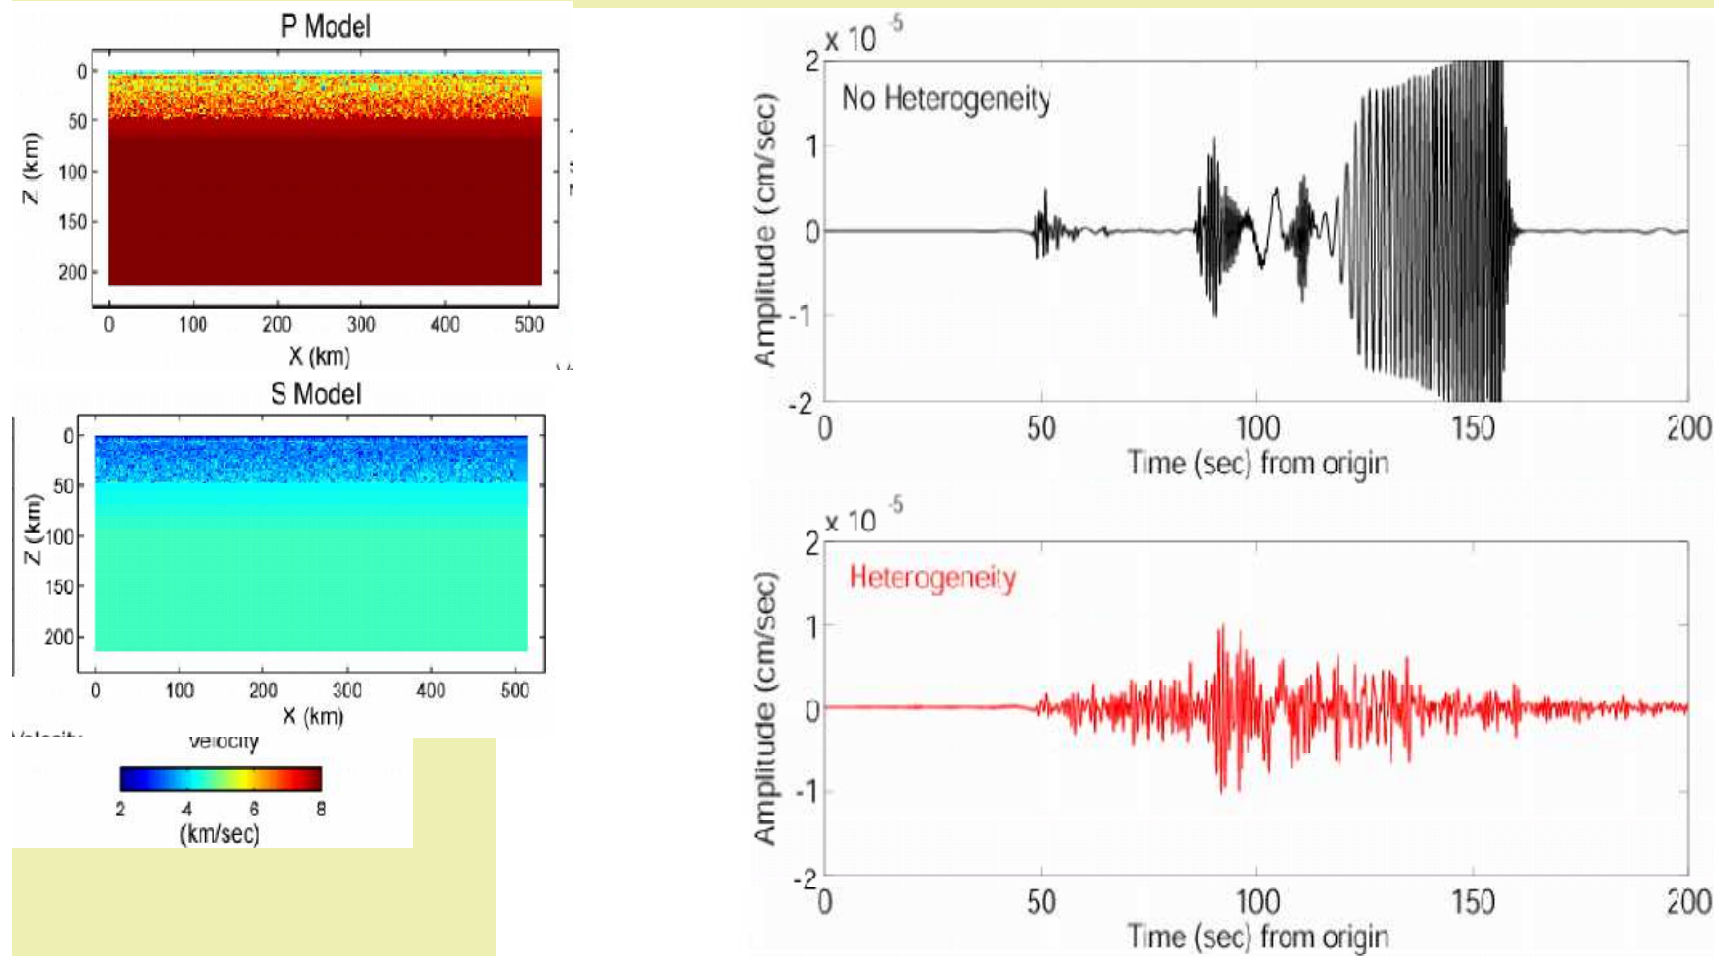 P Model
0
50
100
150
200
Z (km)
0 100 200 300 400 500
X (km)
S Model
0
50
100
150
200
Z (km)
0 100 200 300 400 500
X (km)
velocity
2 4 6 8
(km/sec)
x 10 -5
2
1
0
-1
-2
No Heterogeneity
Amplitude (cm/sec)
0 50 100 150 200
Time (sec) from origin
x 10 -5
2
1
0
-1
-2
Heterogeneity
Amplitude (cm/sec)
0 50 100 150 200
Time (sec) from origin